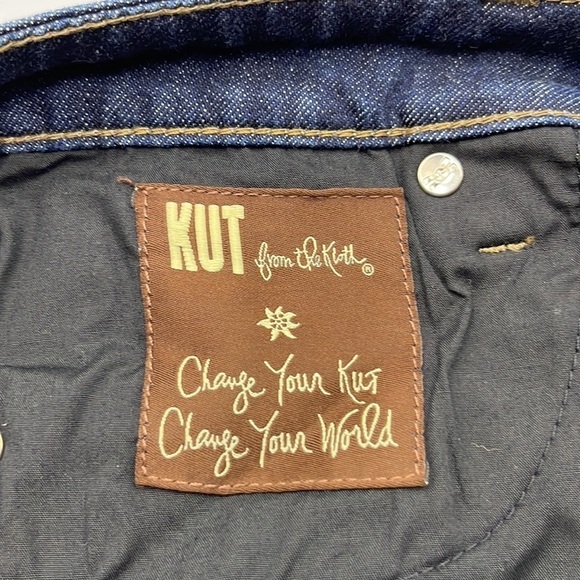 KUT from the Kloth®
Change Your Kut
Change Your World